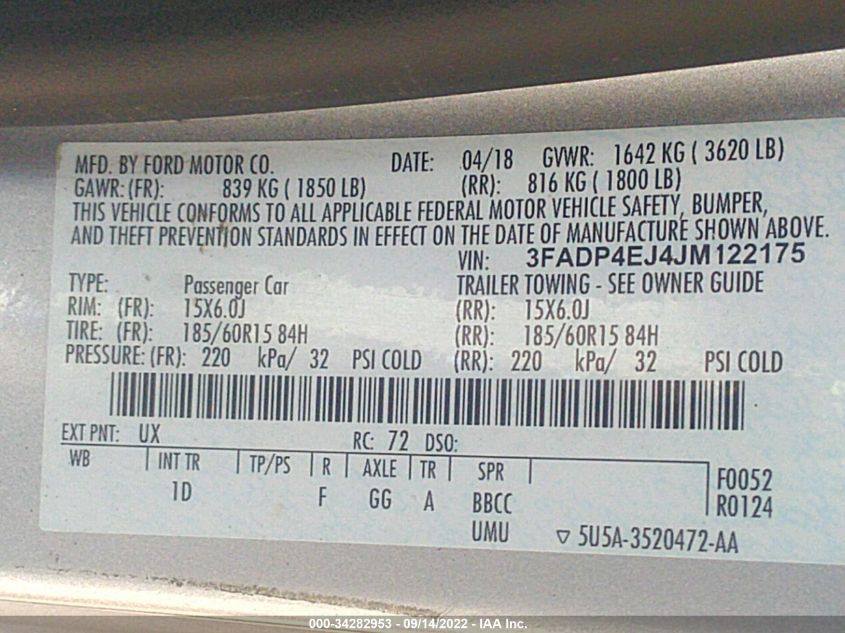 MFD. BY FORD MOTOR CO. DATE: 04/18 GVWR: 1642 KG ( 3620 LB)
GAWR: (FR): 839 KG ( 1850 LB) (RR): 816 KG ( 1800 LB)
THIS VEHICLE CONFORMS TO ALL APPLICABLE FEDERAL MOTOR VEHICLE SAFETY, BUMPER,
AND THEFT PREVENTION STANDARDS IN EFFECT ON THE DATE OF MANUFACTURE SHOWN ABOVE.
VIN: 3FADP4EJ4JM122175
TYPE: Passenger Car TRAILER TOWING - SEE OWNER GUIDE
RIM: (FR): 15X6.0J (RR): 15X6.0J
TIRE: (FR): 185/60R15 84H (RR): 185/60R15 84H
PRESSURE: (FR): 220 kPa/ 32 PSI COLD (RR): 220 kPa/ 32 PSI COLD
EXT PNT: UX RC: 72 DSO:
WB INT TR TP/PS R AXLE TR SPR F0052
1D F GG A BBCC R0124
UMU ▽ 5U5A-3520472-AA
000-34282953 - 09/14/2022 - IAA Inc.